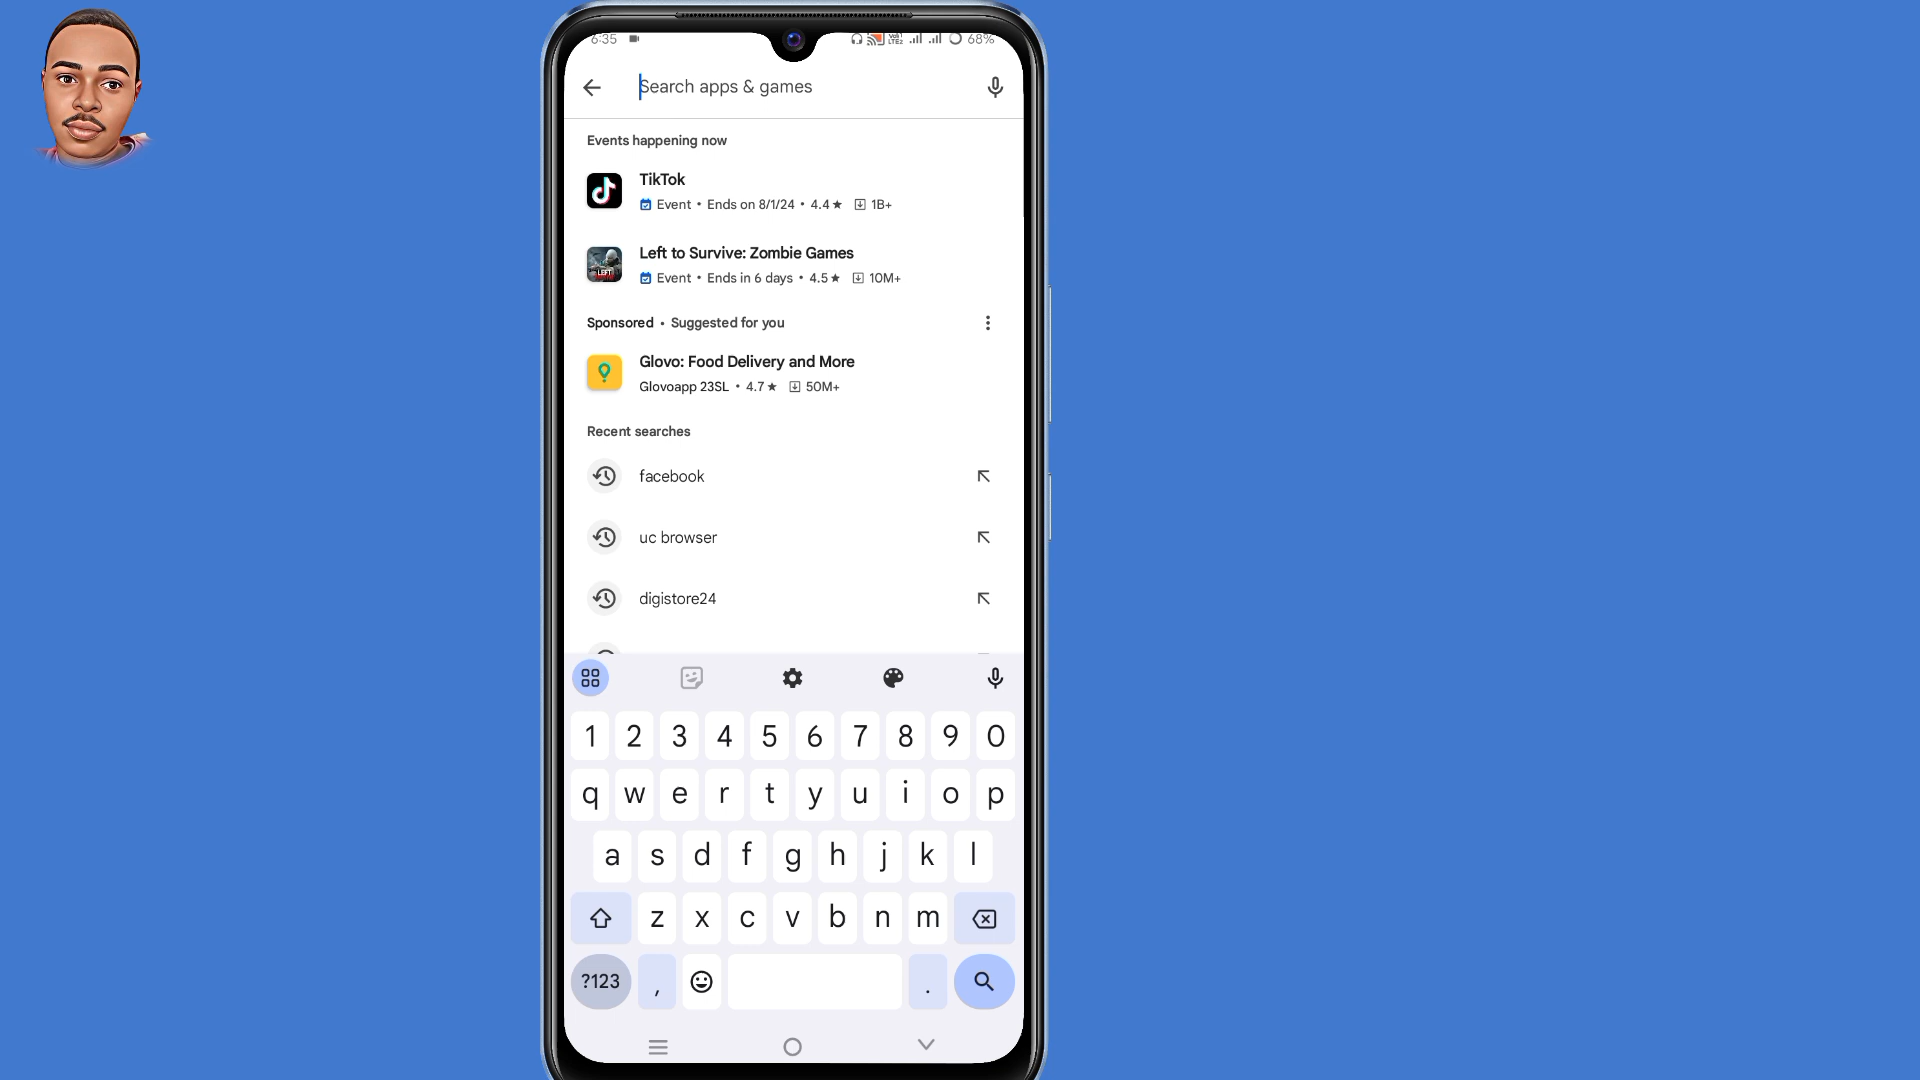 6:35 68%
Search apps & games
Events happening now
TikTok
Event • Ends on 8/1/24 • 4.4★ 1B+
Left to Survive: Zombie Games
Event • Ends in 6 days • 4.5★ 10M+
Sponsored • Suggested for you
Glovo: Food Delivery and More
Glovoapp 23SL • 4.7★ 50M+
Recent searches
facebook
uc browser
digistore24
1 2 3 4 5 6 7 8 9 0
q w e r t y u i o p
a s d f g h j k l
z x c v b n m
?123 , .